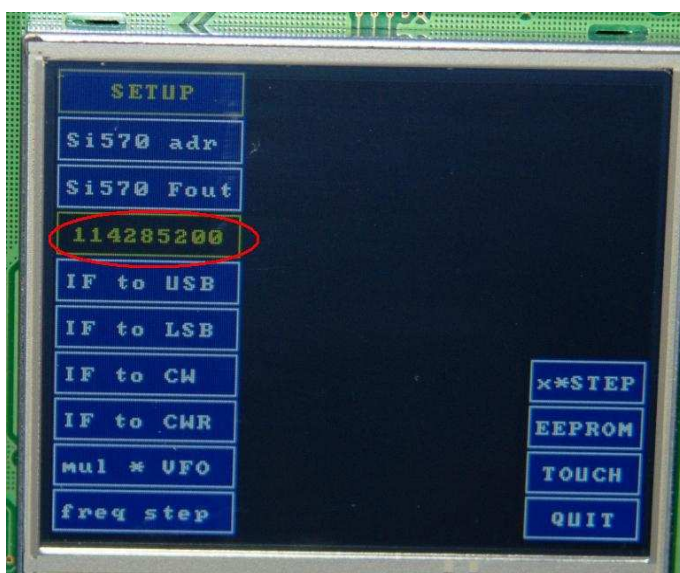 SETUP
Si570 adr
Si570 Fout
114285200
IF to USB
IF to LSB
IF to CW
IF to CWR
mul * VFO
freq step
x*STEP
EEPROM
TOUCH
QUIT